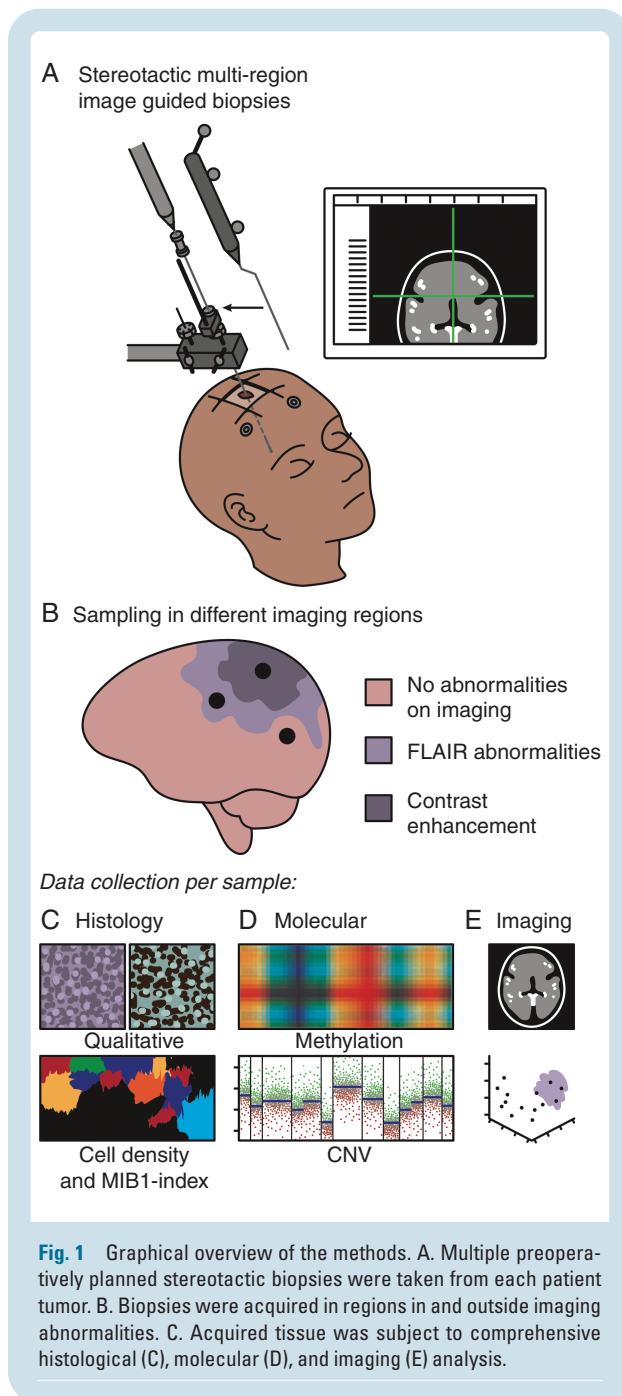 A Stereotactic multi-region
image guided biopsies
B Sampling in different imaging regions
No abnormalities
on imaging
FLAIR abnormalities
Contrast
enhancement
Data collection per sample:
C Histology
Qualitative
Cell density
and MIB1-index
D Molecular
Methylation
CNV
E Imaging
Fig. 1 Graphical overview of the methods. A. Multiple preopera-
tively planned stereotactic biopsies were taken from each patient
tumor. B. Biopsies were acquired in regions in and outside imaging
abnormalities. C. Acquired tissue was subject to comprehensive
histological (C), molecular (D), and imaging (E) analysis.